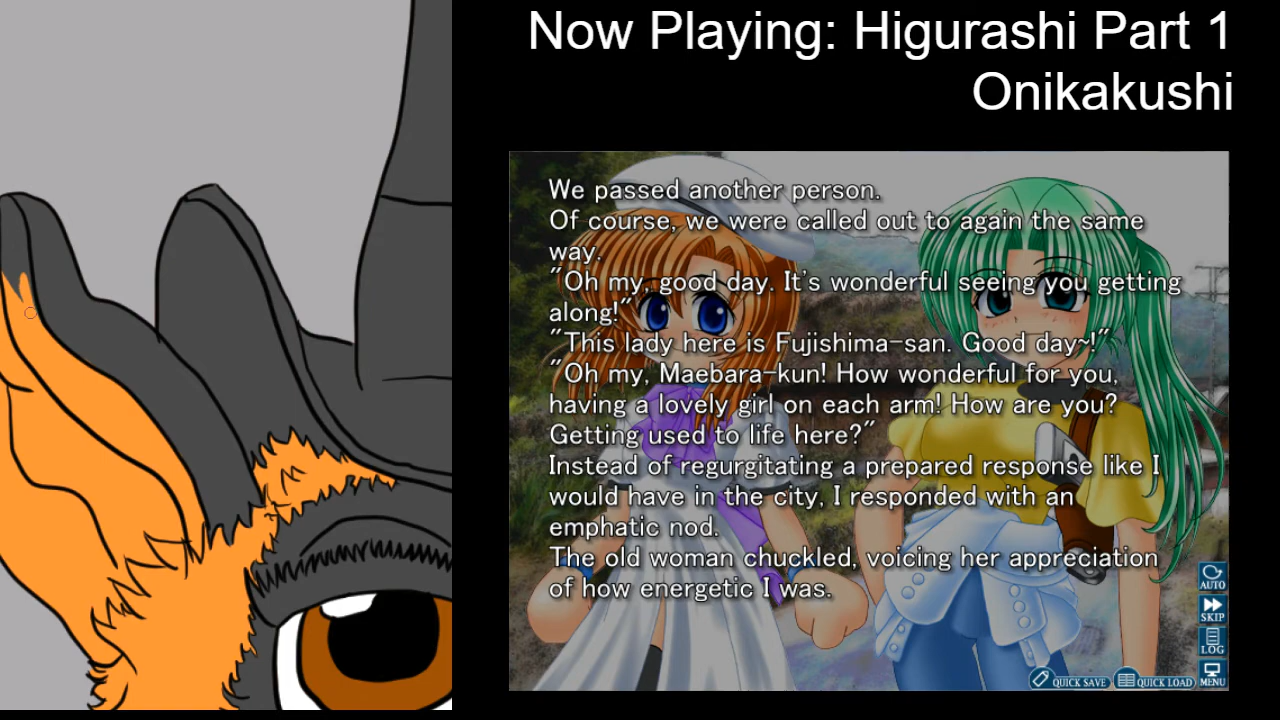 Now Playing: Higurashi Part 1
Onikakushi
We passed another person.
Of course, we were called out to again the same
way.
"Oh my, good day. It's wonderful seeing you getting
along!"
"This lady here is Fujishima-san. Good day~!"
"Oh my, Maebara-kun! How wonderful for you,
having a lovely girl on each arm! How are you?
Getting used to life here?"
Instead of regurgitating a prepared response like I
would have in the city, I responded with an
emphatic nod.
The old woman chuckled, voicing her appreciation
of how energetic I was.
AUTO
SKIP
LOG
MENU
QUICK SAVE
QUICK LOAD